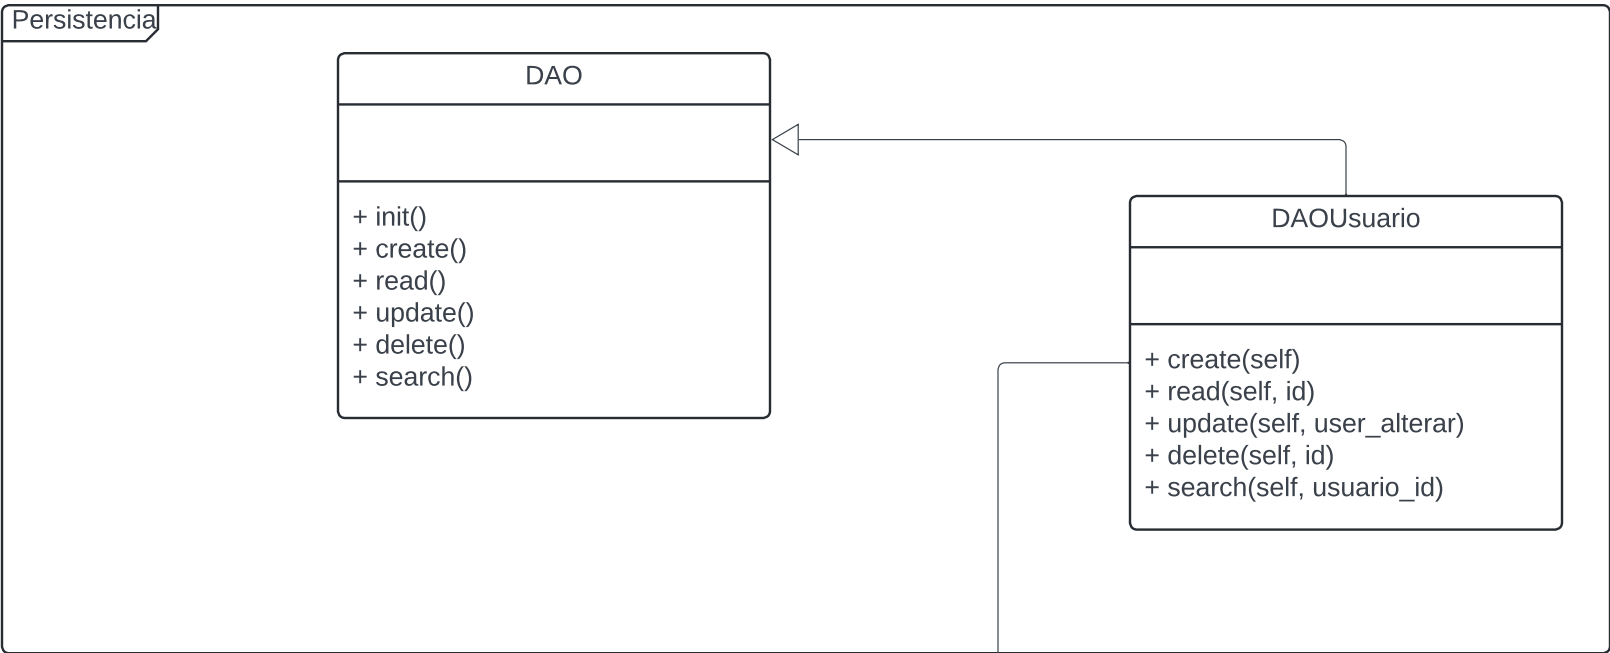 Persistencia
DAO
+ init()
+ create()
+ read()
+ update()
+ delete()
+ search()
DAOUsuario
+ create(self)
+ read(self, id)
+ update(self, user_alterar)
+ delete(self, id)
+ search(self, usuario_id)